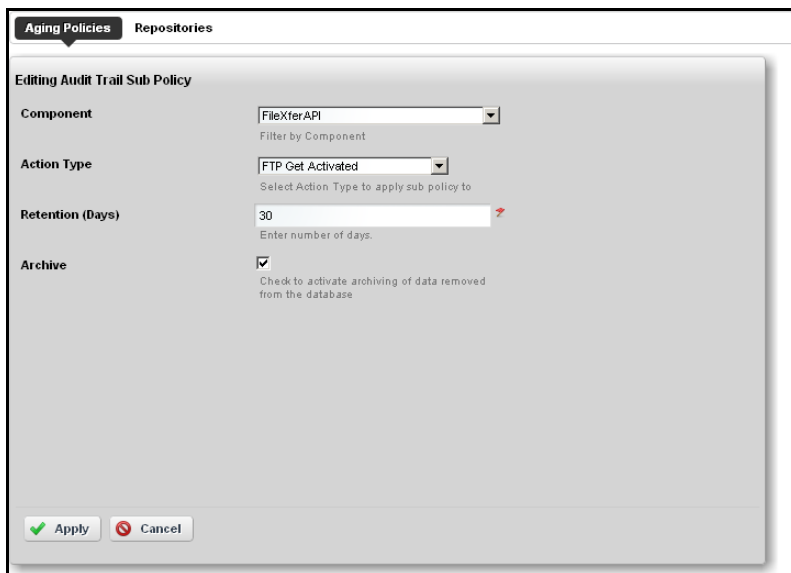 Aging Policies Repositories
Editing Audit Trail Sub Policy
Component FileXferAPI
Filter by Component
Action Type FTP Get Activated
Select Action Type to apply sub policy to
Retention (Days) 30
Enter number of days.
Archive
Check to activate archiving of data removed
from the database
Apply Cancel